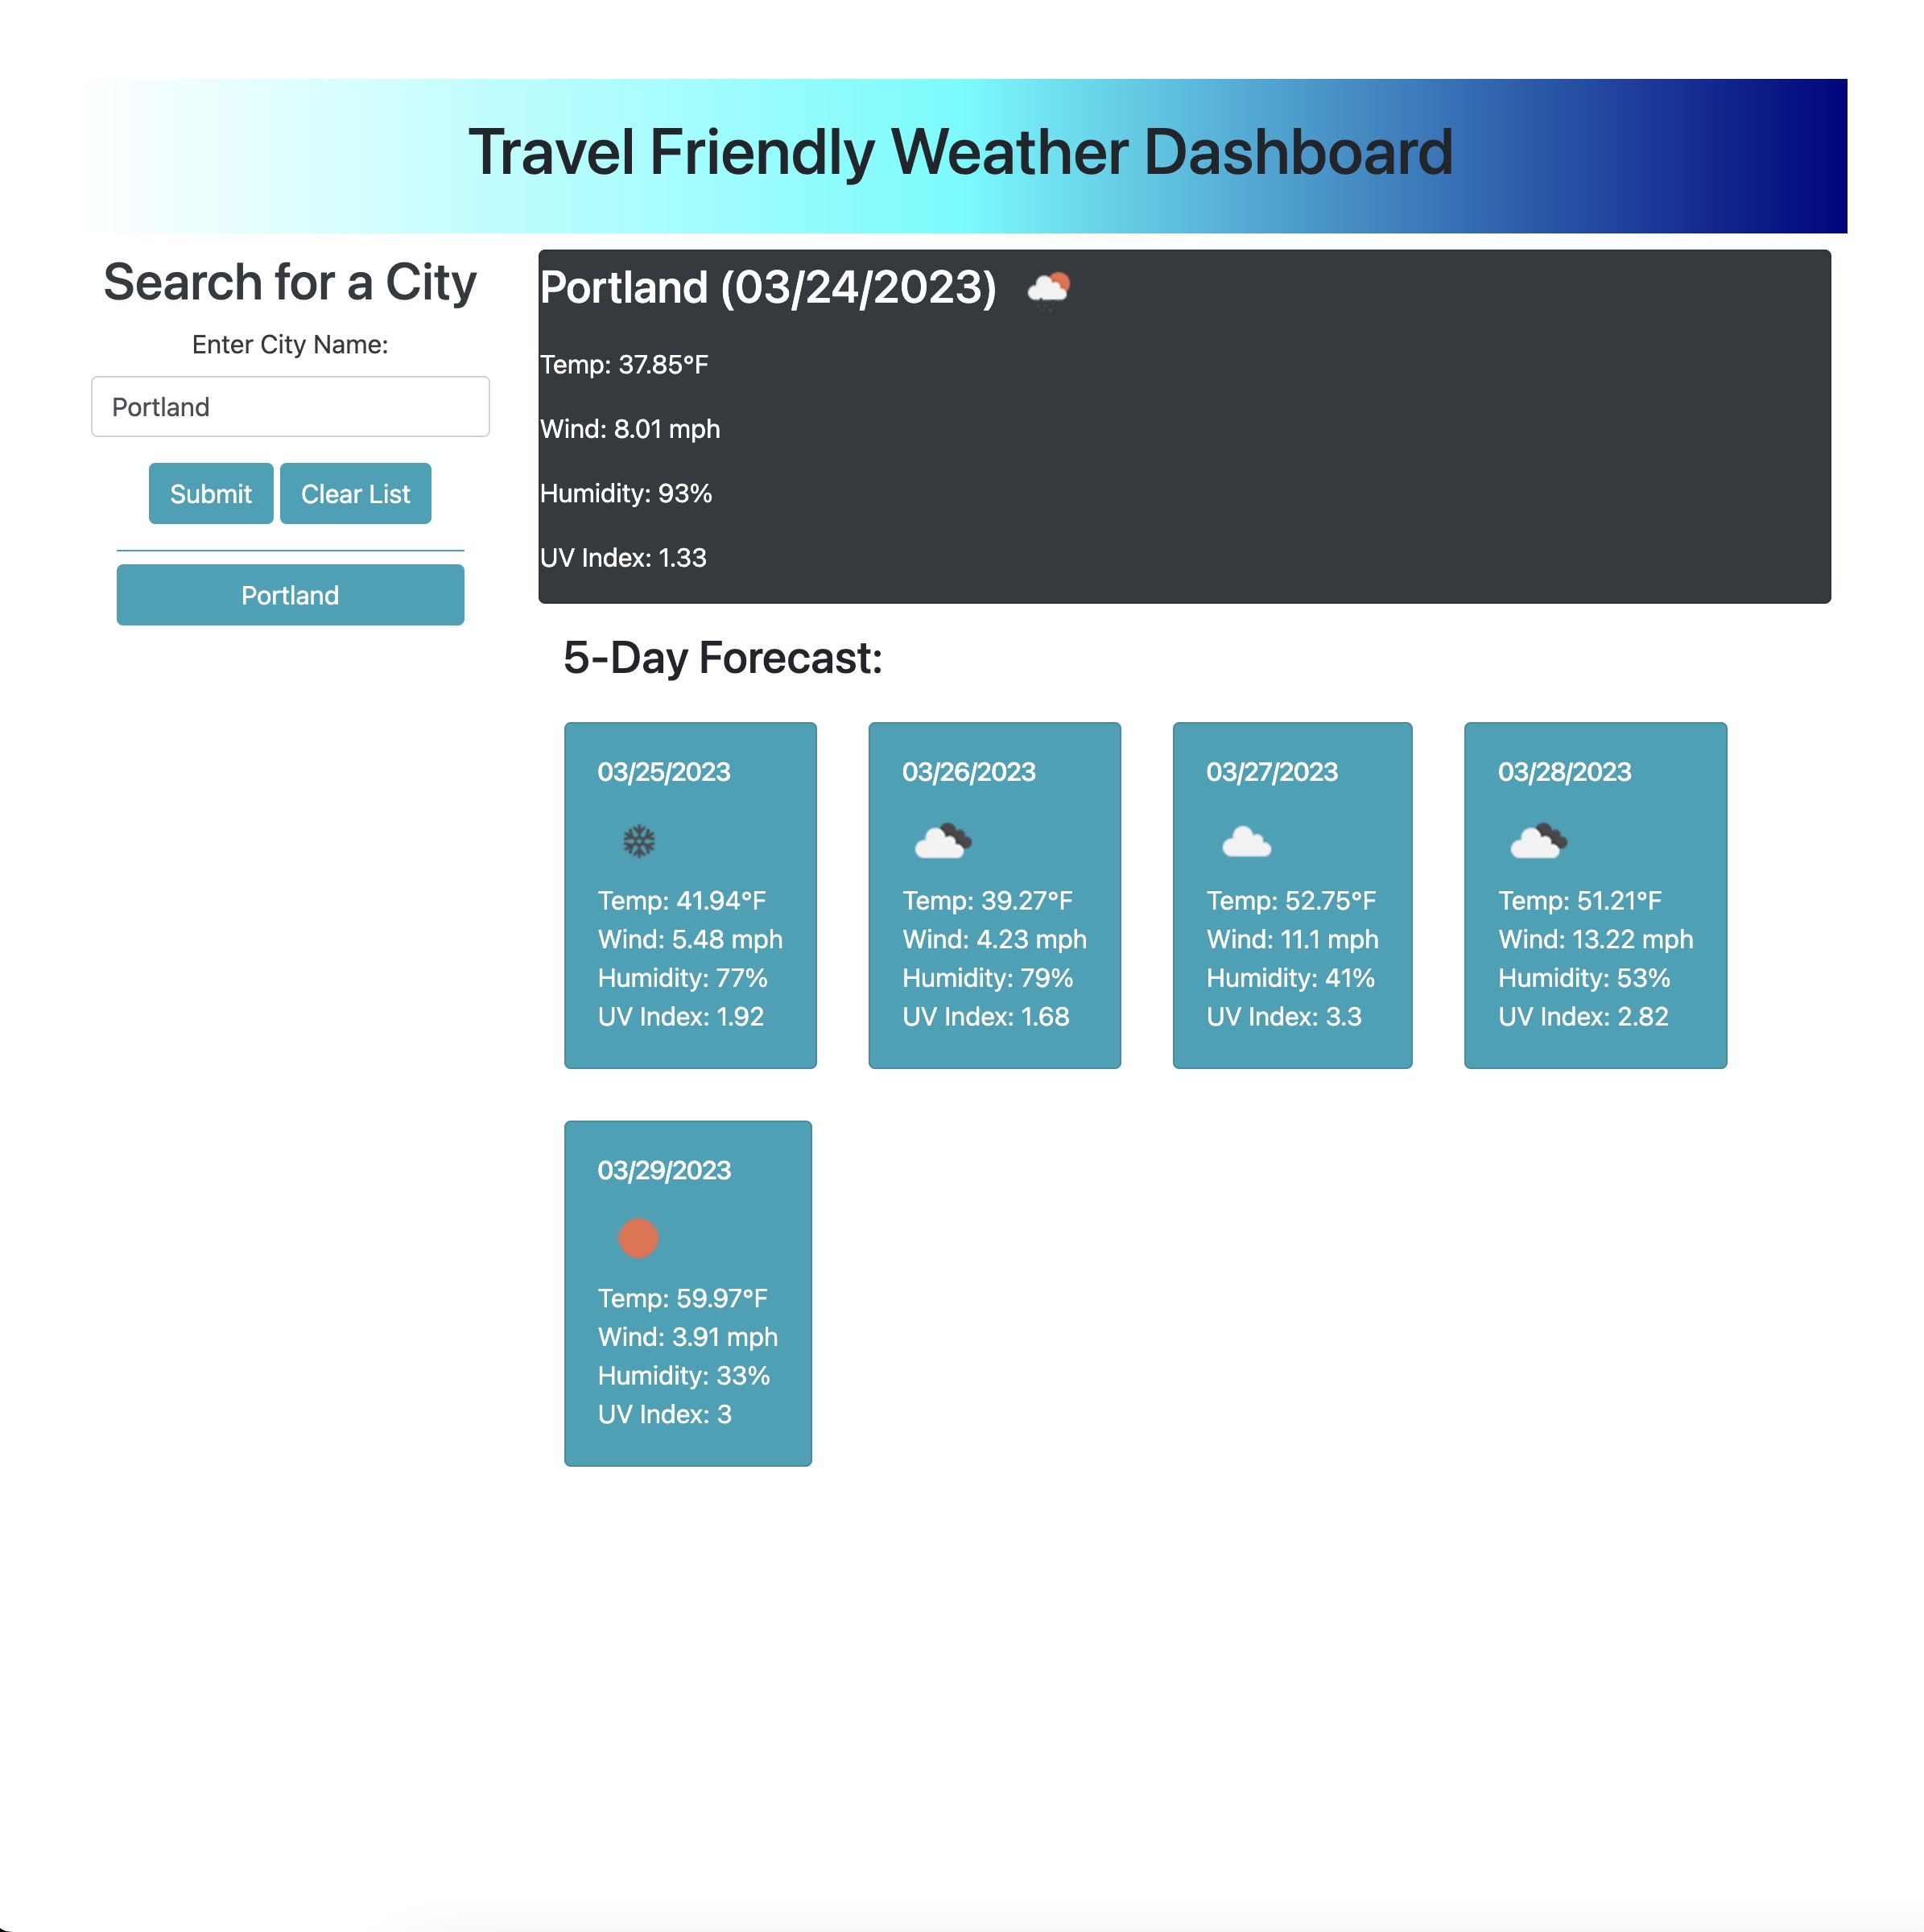 Travel Friendly Weather Dashboard
Search for a City
Enter City Name:
Portland
Submit
Clear List
Portland
Portland (03/24/2023)
Temp: 37.85°F
Wind: 8.01 mph
Humidity: 93%
UV Index: 1.33
5-Day Forecast:
03/25/2023
Temp: 41.94°F
Wind: 5.48 mph
Humidity: 77%
UV Index: 1.92
03/26/2023
Temp: 39.27°F
Wind: 4.23 mph
Humidity: 79%
UV Index: 1.68
03/27/2023
Temp: 52.75°F
Wind: 11.1 mph
Humidity: 41%
UV Index: 3.3
03/28/2023
Temp: 51.21°F
Wind: 13.22 mph
Humidity: 53%
UV Index: 2.82
03/29/2023
Temp: 59.97°F
Wind: 3.91 mph
Humidity: 33%
UV Index: 3